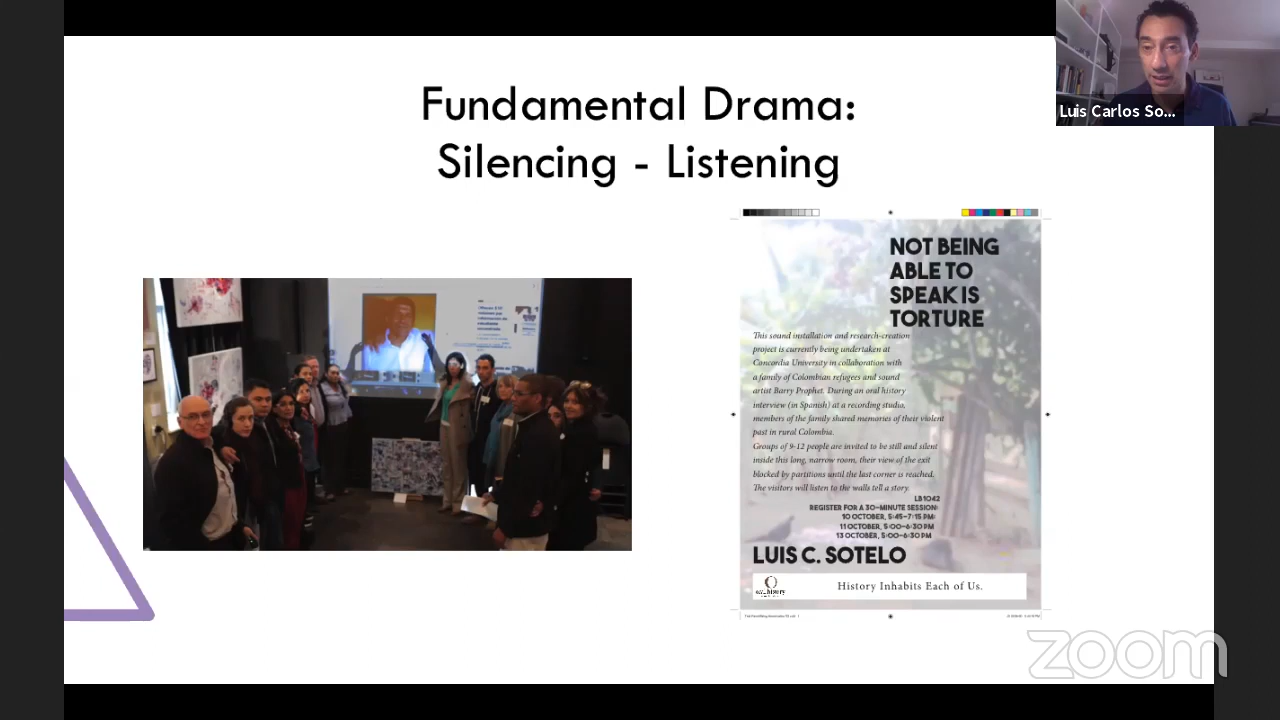 Luis Carlos So...
Fundamental Drama:
Silencing - Listening
NOT BEING
ABLE TO
SPEAK IS
TORTURE
This sound installation and research-creation
project is currently being undertaken at
Concordia University in collaboration with
a family of Colombian refugees and sound
artist Barry Prophet. During an oral history
interview (in Spanish) at a recording studio,
members of the family shared memories of their violent
past in rural Colombia.
Groups of 9-12 people are invited to be still and silent
inside this long, narrow room, their view of the exit
blocked by partitions until the last corner is reached.
The visitors will listen to the walls tell a story.
LB1042
REGISTER FOR A 30-MINUTE SESSION:
10 OCTOBER, 5:45-7:15 PM;
11 OCTOBER, 5:00-6:30 PM
13 OCTOBER, 5:00-6:30 PM
LUIS C. SOTELO
History Inhabits Each of Us.
zoom